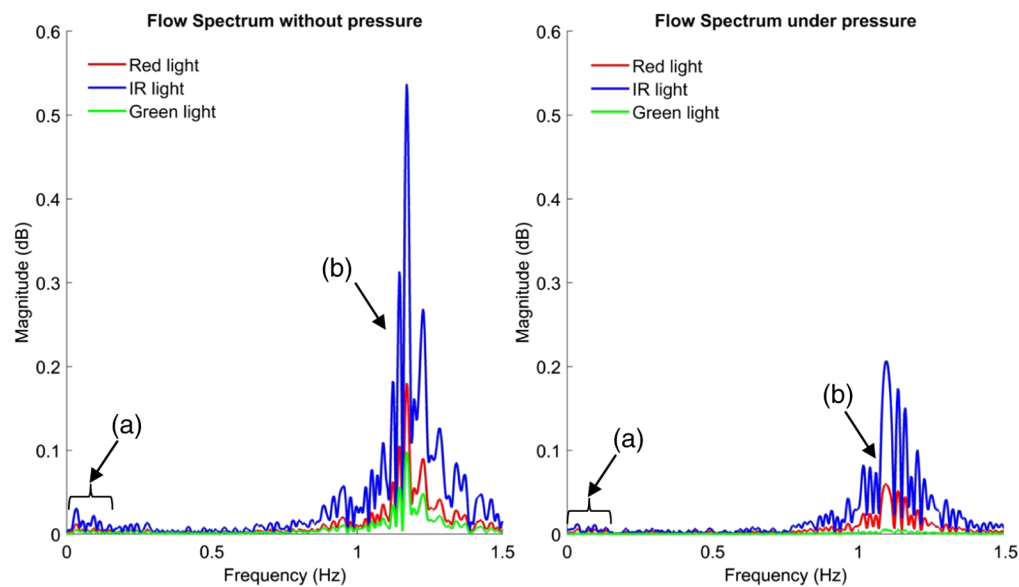 Flow Spectrum without pressure
0.6
0.5
0.4
0.3
0.2
0.1
0
Magnitude (dB)
Red light
IR light
Green light
(b)
(a)
0 0.5 1 1.5
Frequency (Hz)
Flow Spectrum under pressure
0.6
0.5
0.4
0.3
0.2
0.1
0
Magnitude (dB)
Red light
IR light
Green light
(b)
(a)
0 0.5 1 1.5
Frequency (Hz)